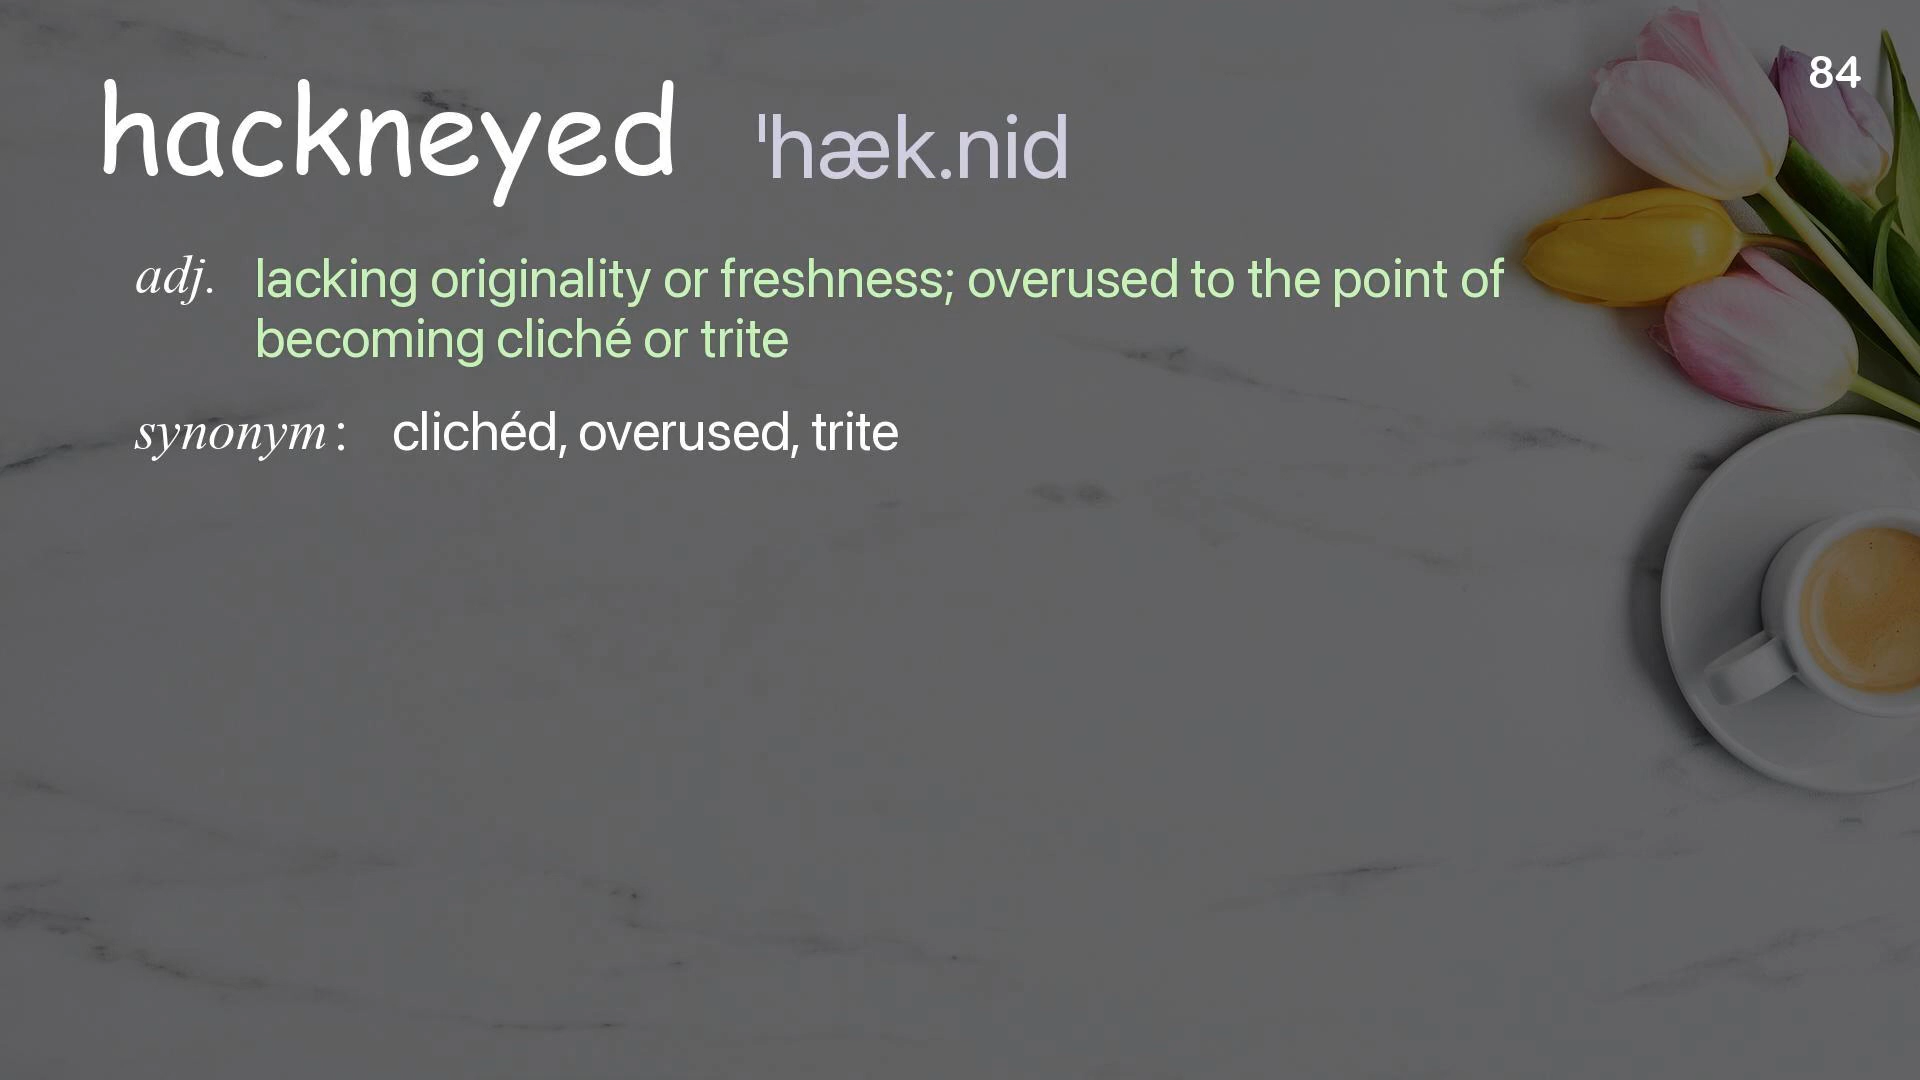 84
hackneyed ˈhæk.nid
adj. lacking originality or freshness; overused to the point of
becoming cliché or trite
synonym : clichéd, overused, trite